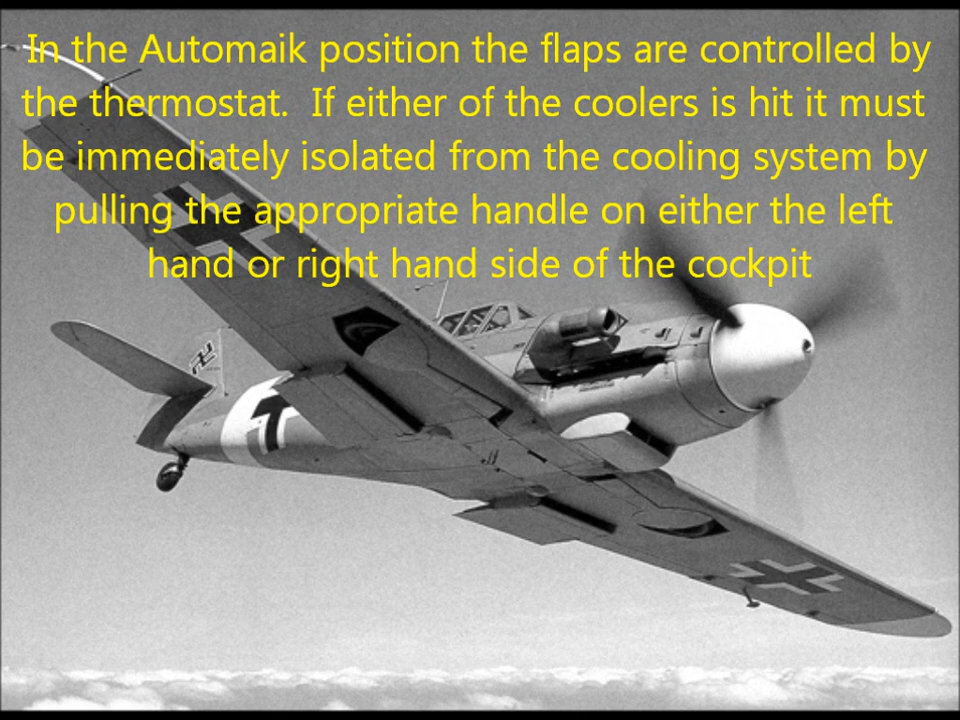 In the Automaik position the flaps are controlled by
the thermostat.  If either of the coolers is hit it must
be immediately isolated from the cooling system by
pulling the appropriate handle on either the left
hand or right hand side of the cockpit